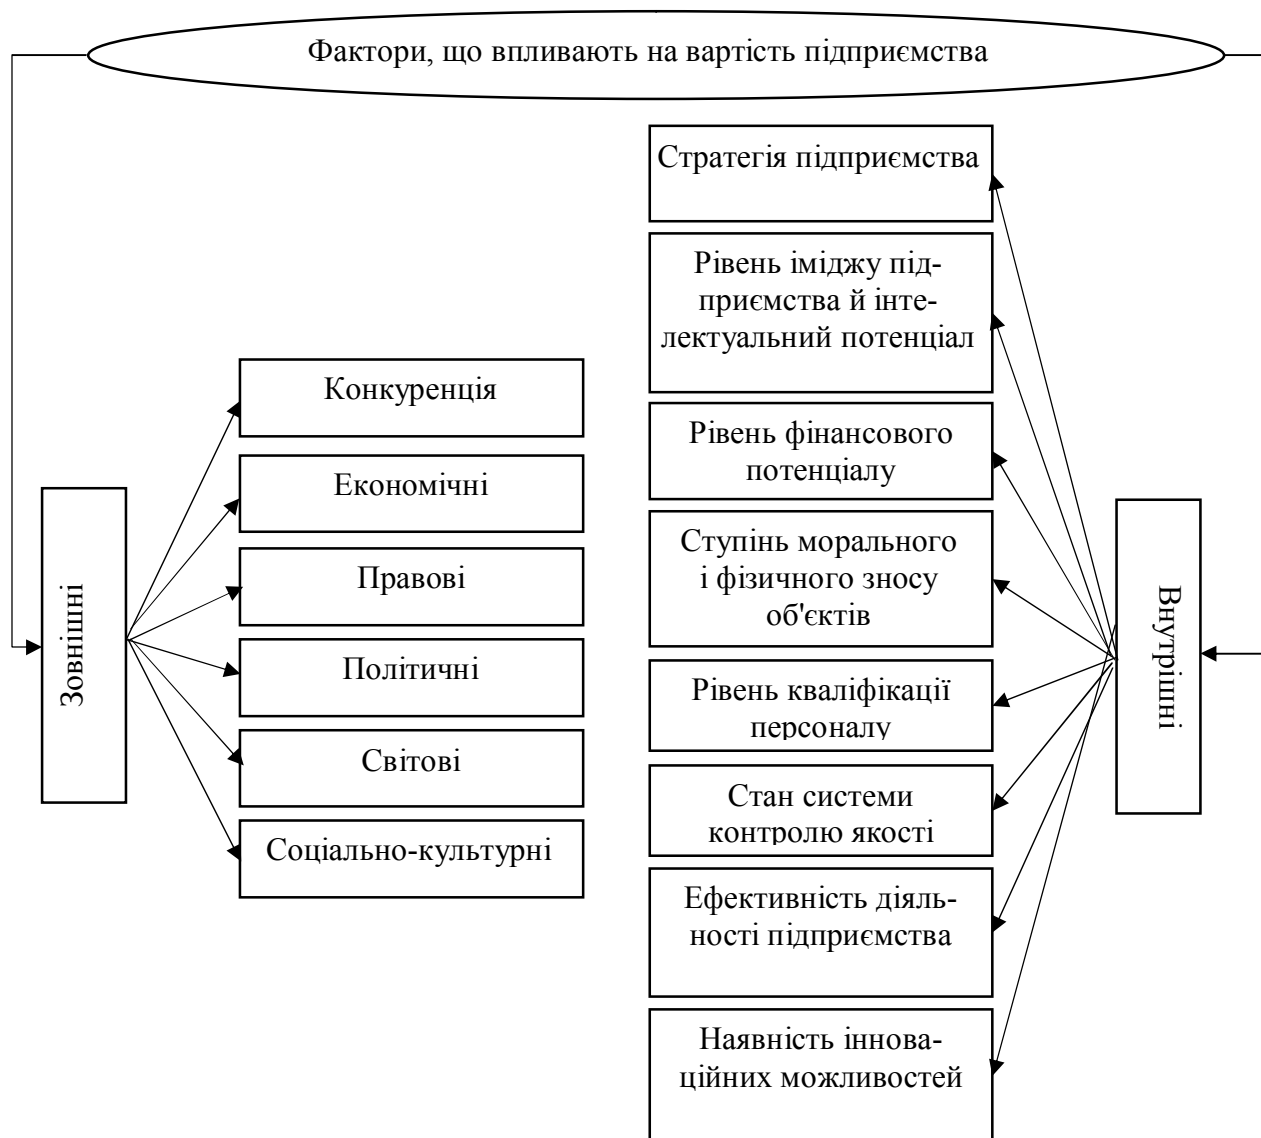 Фактори, що впливають на вартість підприємства
Зовнішні
Конкуренція
Економічні
Правові
Політичні
Світові
Соціально-культурні
Стратегія підприємства
Рівень іміджу під-
приємства й інте-
лектуальний потенціал
Рівень фінансового
потенціалу
Ступінь морального
і фізичного зносу
об'єктів
Рівень кваліфікації
персоналу
Стан системи
контролю якості
Ефективність діяль-
ності підприємства
Наявність іннова-
ційних можливостей
Внутрішні